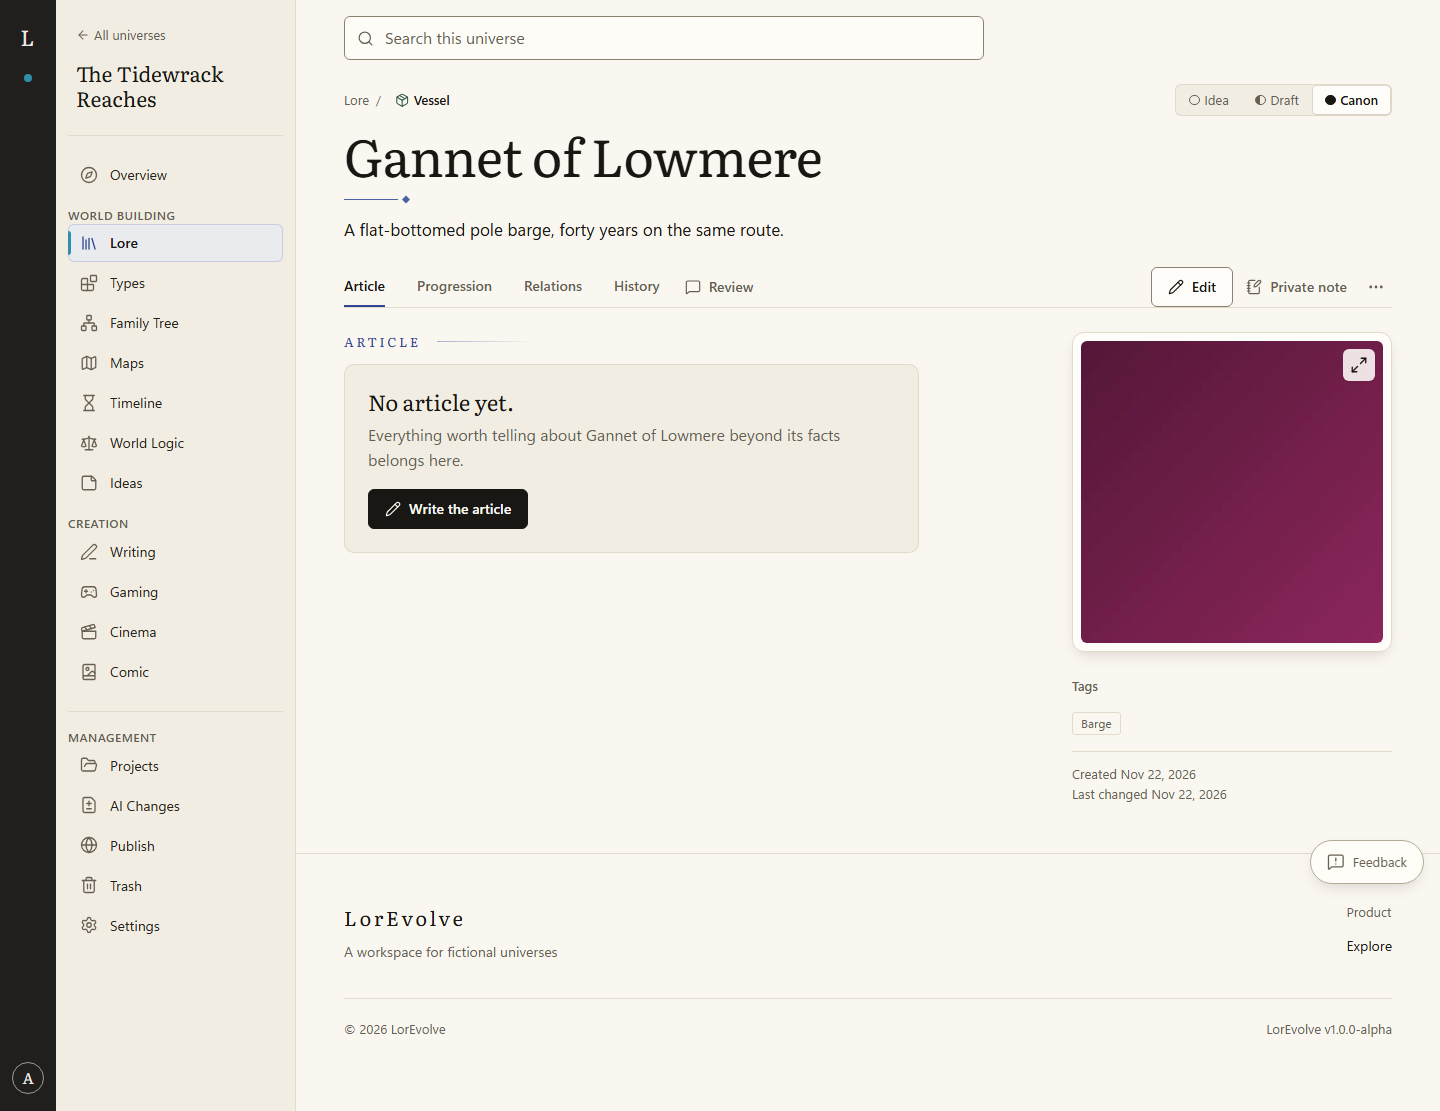 L
All universes
The Tidewrack
Reaches
Overview
WORLD BUILDING
Lore
Types
Family Tree
Maps
Timeline
World Logic
Ideas
CREATION
Writing
Gaming
Cinema
Comic
MANAGEMENT
Projects
AI Changes
Publish
Trash
Settings
A
Search this universe
Lore / Vessel
Idea Draft Canon
Gannet of Lowmere
A flat-bottomed pole barge, forty years on the same route.
Article Progression Relations History Review Edit Private note
ARTICLE
No article yet.
Everything worth telling about Gannet of Lowmere beyond its facts
belongs here.
Write the article
Tags
Barge
Created Nov 22, 2026
Last changed Nov 22, 2026
Feedback
LorEvolve
A workspace for fictional universes
Product
Explore
© 2026 LorEvolve
LorEvolve v1.0.0-alpha